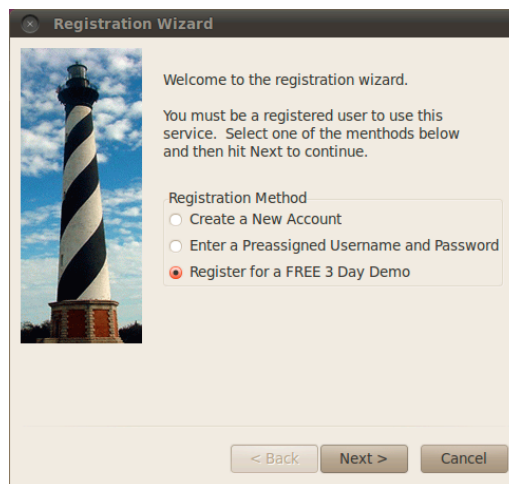 Registration Wizard
Welcome to the registration wizard.
You must be a registered user to use this
service. Select one of the menthods below
and then hit Next to continue.
Registration Method
Create a New Account
Enter a Preassigned Username and Password
Register for a FREE 3 Day Demo
< Back Next > Cancel